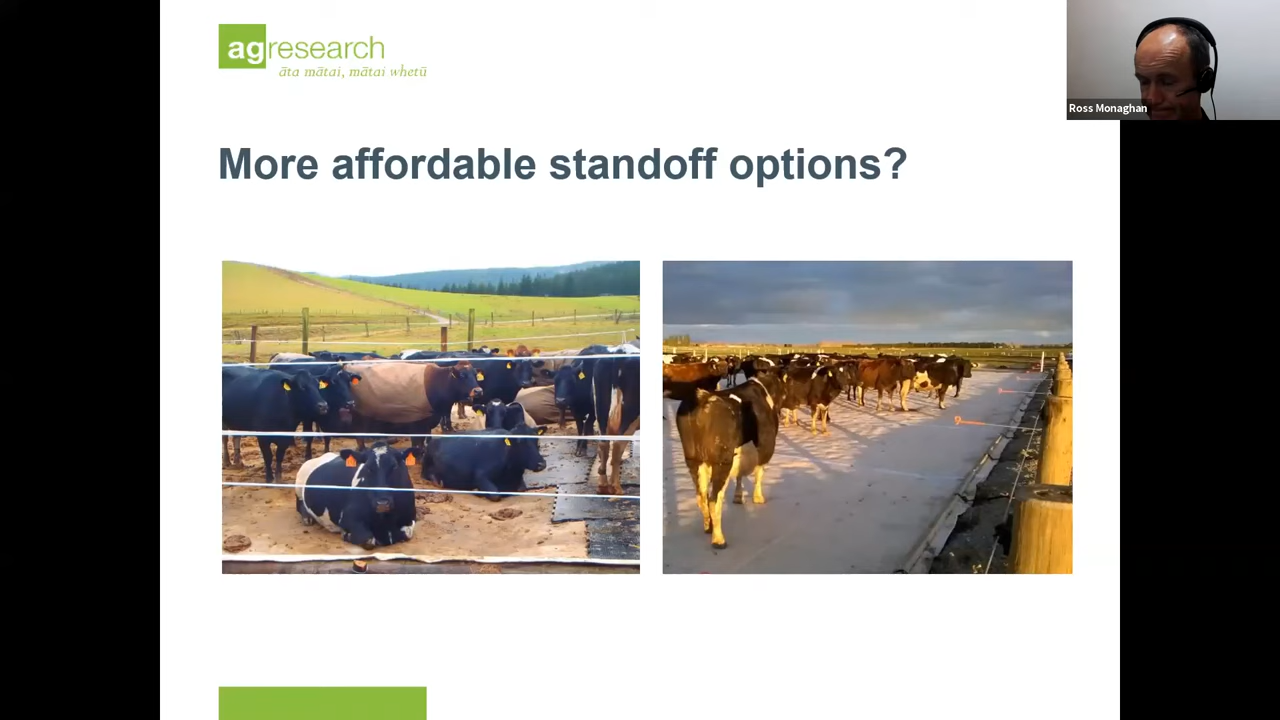 agresearch
āta mātai, mātai whetū
Ross Monaghan
More affordable standoff options?